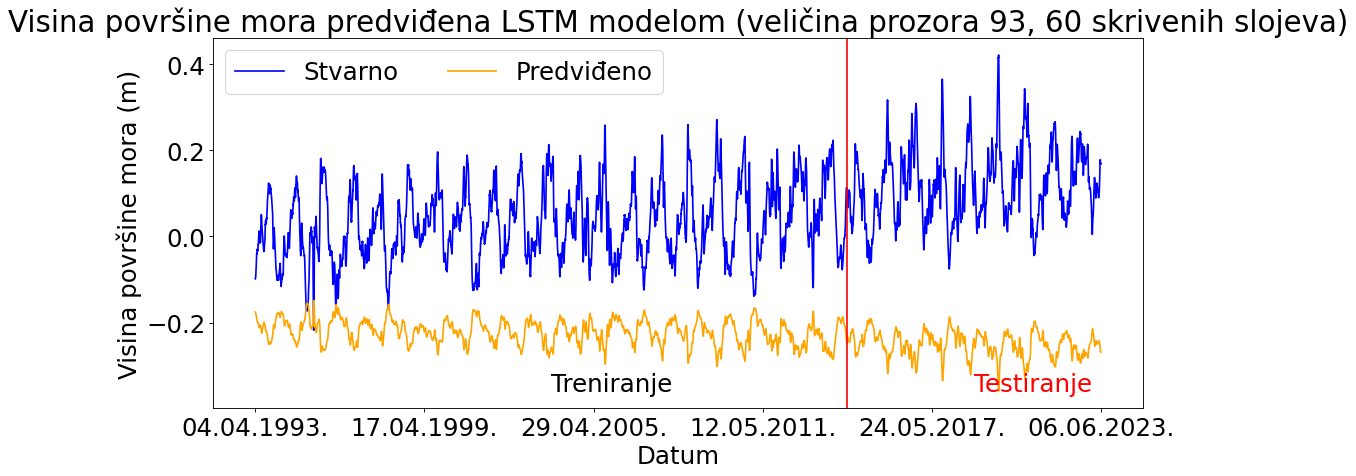 Visina površine mora predviđena LSTM modelom (veličina prozora 93, 60 skrivenih slojeva)
Stvarno
Predviđeno
VIsina površine mora (m)
0.4
0.2
0.0
−0.2
Treniranje
Testiranje
04.04.1993.
17.04.1999.
29.04.2005.
12.05.2011.
24.05.2017.
06.06.2023.
Datum